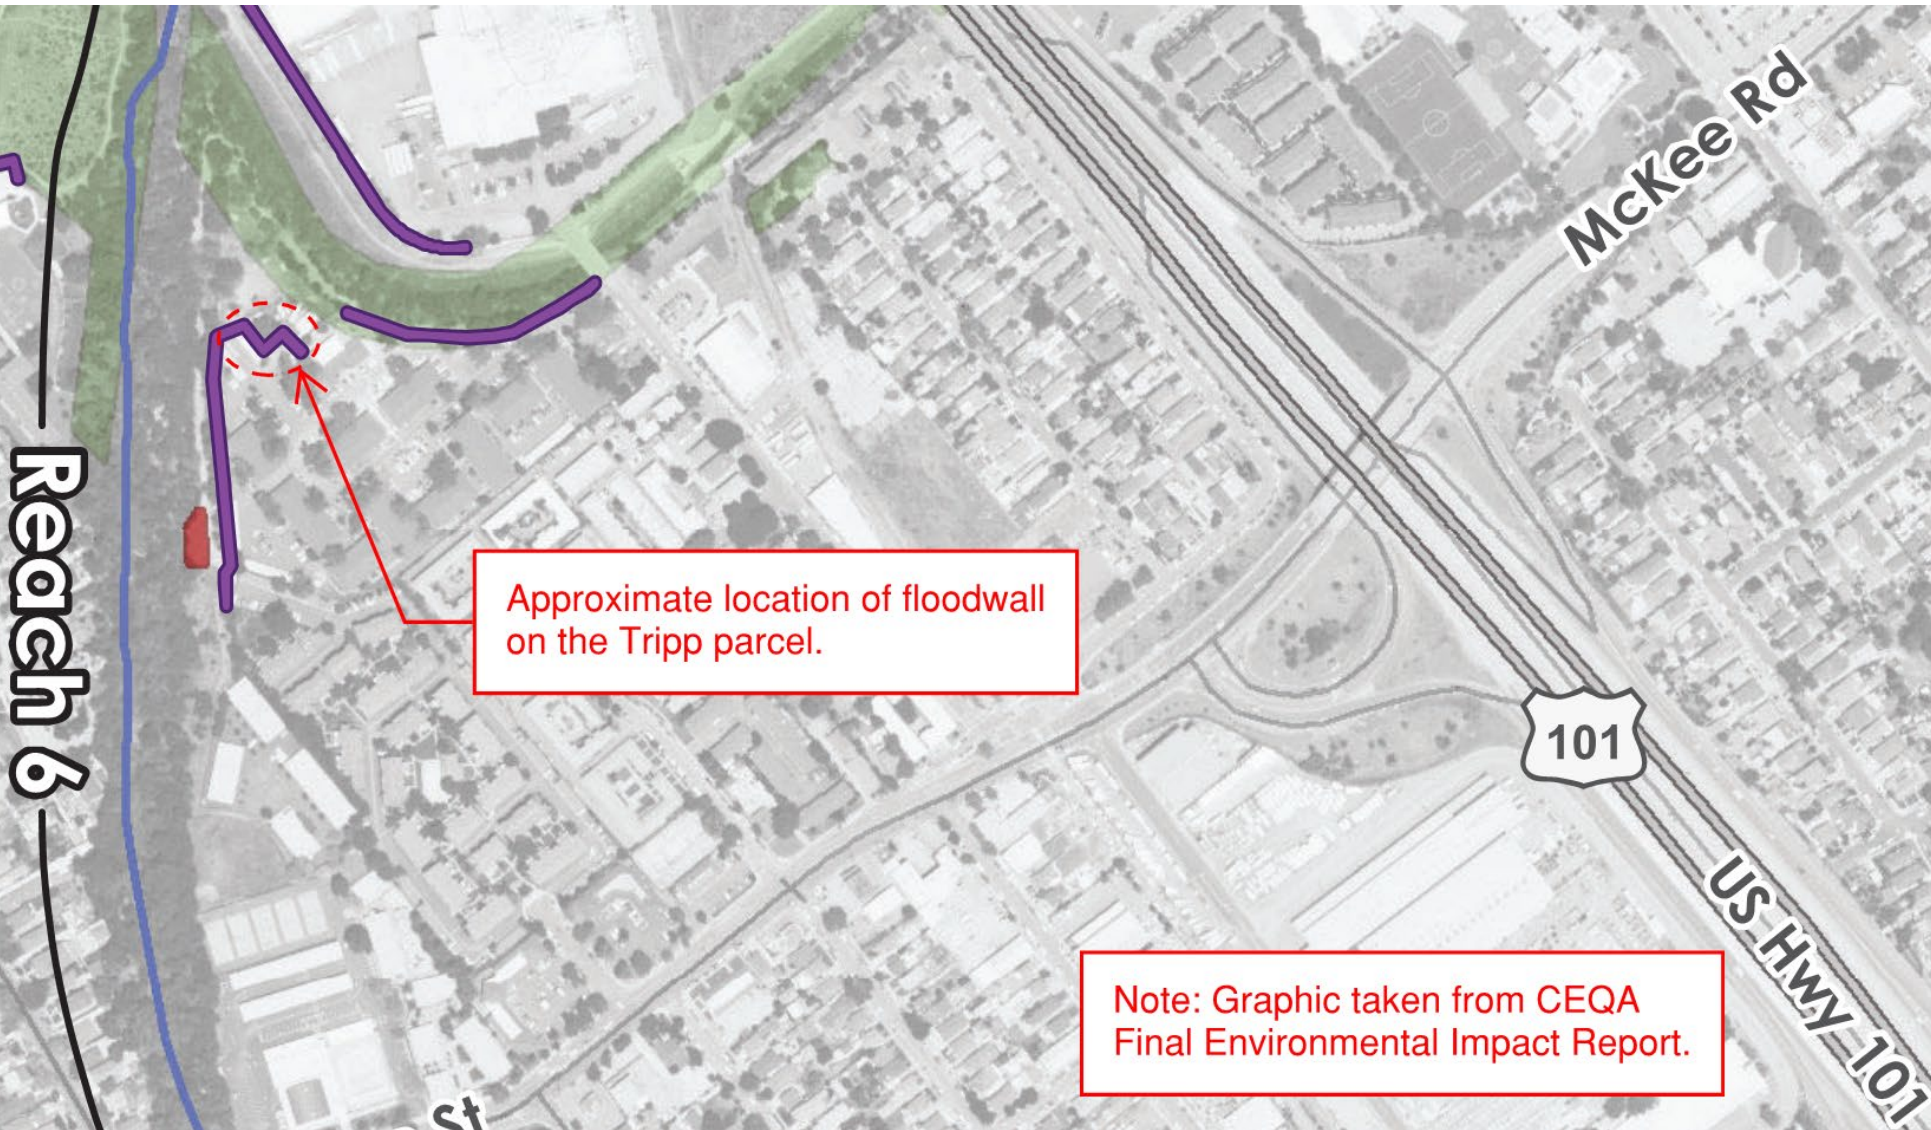 McKee Rd
Reach 6
Approximate location of floodwall
on the Tripp parcel.
101
US Hwy 101
Note: Graphic taken from CEQA
Final Environmental Impact Report.
St